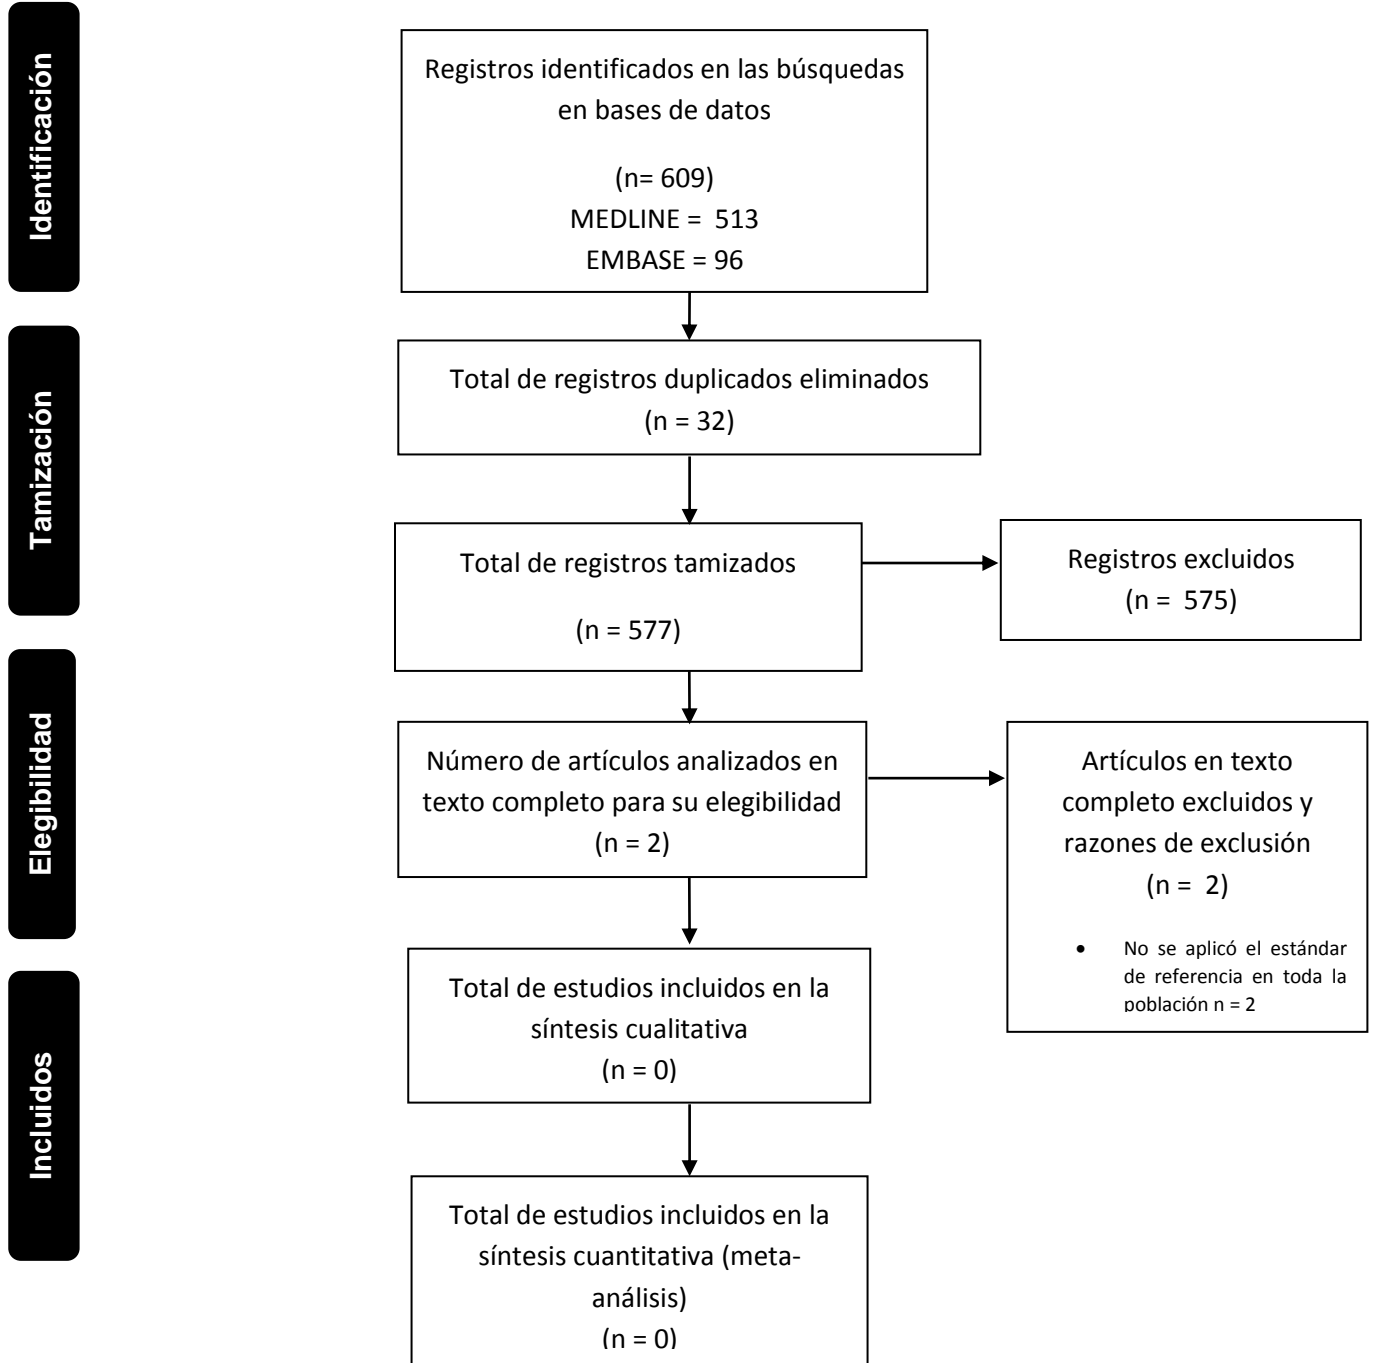 Identificación
Registros identificados en las búsquedas
en bases de datos
(n= 609)
MEDLINE = 513
EMBASE = 96
Tamización
Total de registros duplicados eliminados
(n = 32)
Total de registros tamizados
(n = 577)
Registros excluidos
(n = 575)
Elegibilidad
Número de artículos analizados en
texto completo para su elegibilidad
(n = 2)
Artículos en texto
completo excluidos y
razones de exclusión
(n = 2)
• No se aplicó el estándar
de referencia en toda la
población n = 2
Incluidos
Total de estudios incluidos en la
síntesis cualitativa
(n = 0)
Total de estudios incluidos en la
síntesis cuantitativa (meta-
análisis)
(n = 0)